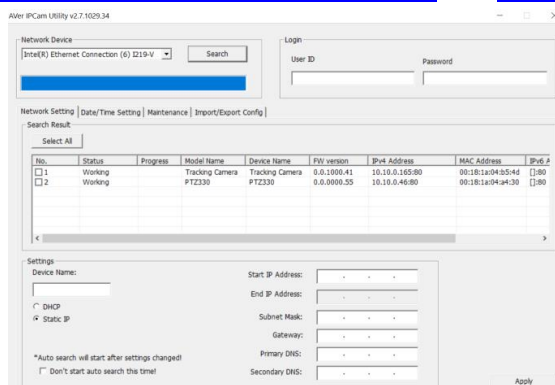 AVer IPCam Utility v2.7.1029.34
Network Device
Intel(R) Ethernet Connection (6) I219-V
Search
Login
User ID
Password
Network Setting Date/Time Setting Maintenance Import/Export Config
Search Result
Select All
No. Status Progress Model Name Device Name FW version IPv4 Address MAC Address IPv6 A
1 Working Tracking Camera Tracking Camera 0.0.1000.41 10.10.0.165:80 00:18:1a:04:b5:4d []:80
2 Working PTZ330 PTZ330 0.0.0000.55 10.10.0.46:80 00:18:1a:04:a4:30 []:80
Settings
Device Name:
DHCP
Static IP
*Auto search will start after settings changed!
Don't start auto search this time!
Start IP Address:
End IP Address:
Subnet Mask:
Gateway:
Primary DNS:
Secondary DNS:
Apply